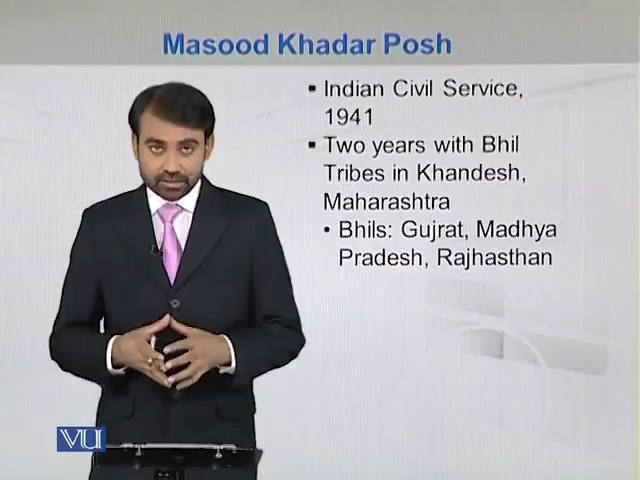 Masood Khadar Posh
▪ Indian Civil Service,
1941
▪ Two years with Bhil
Tribes in Khandesh,
Maharashtra
• Bhils: Gujrat, Madhya
Pradesh, Rajhasthan
VU